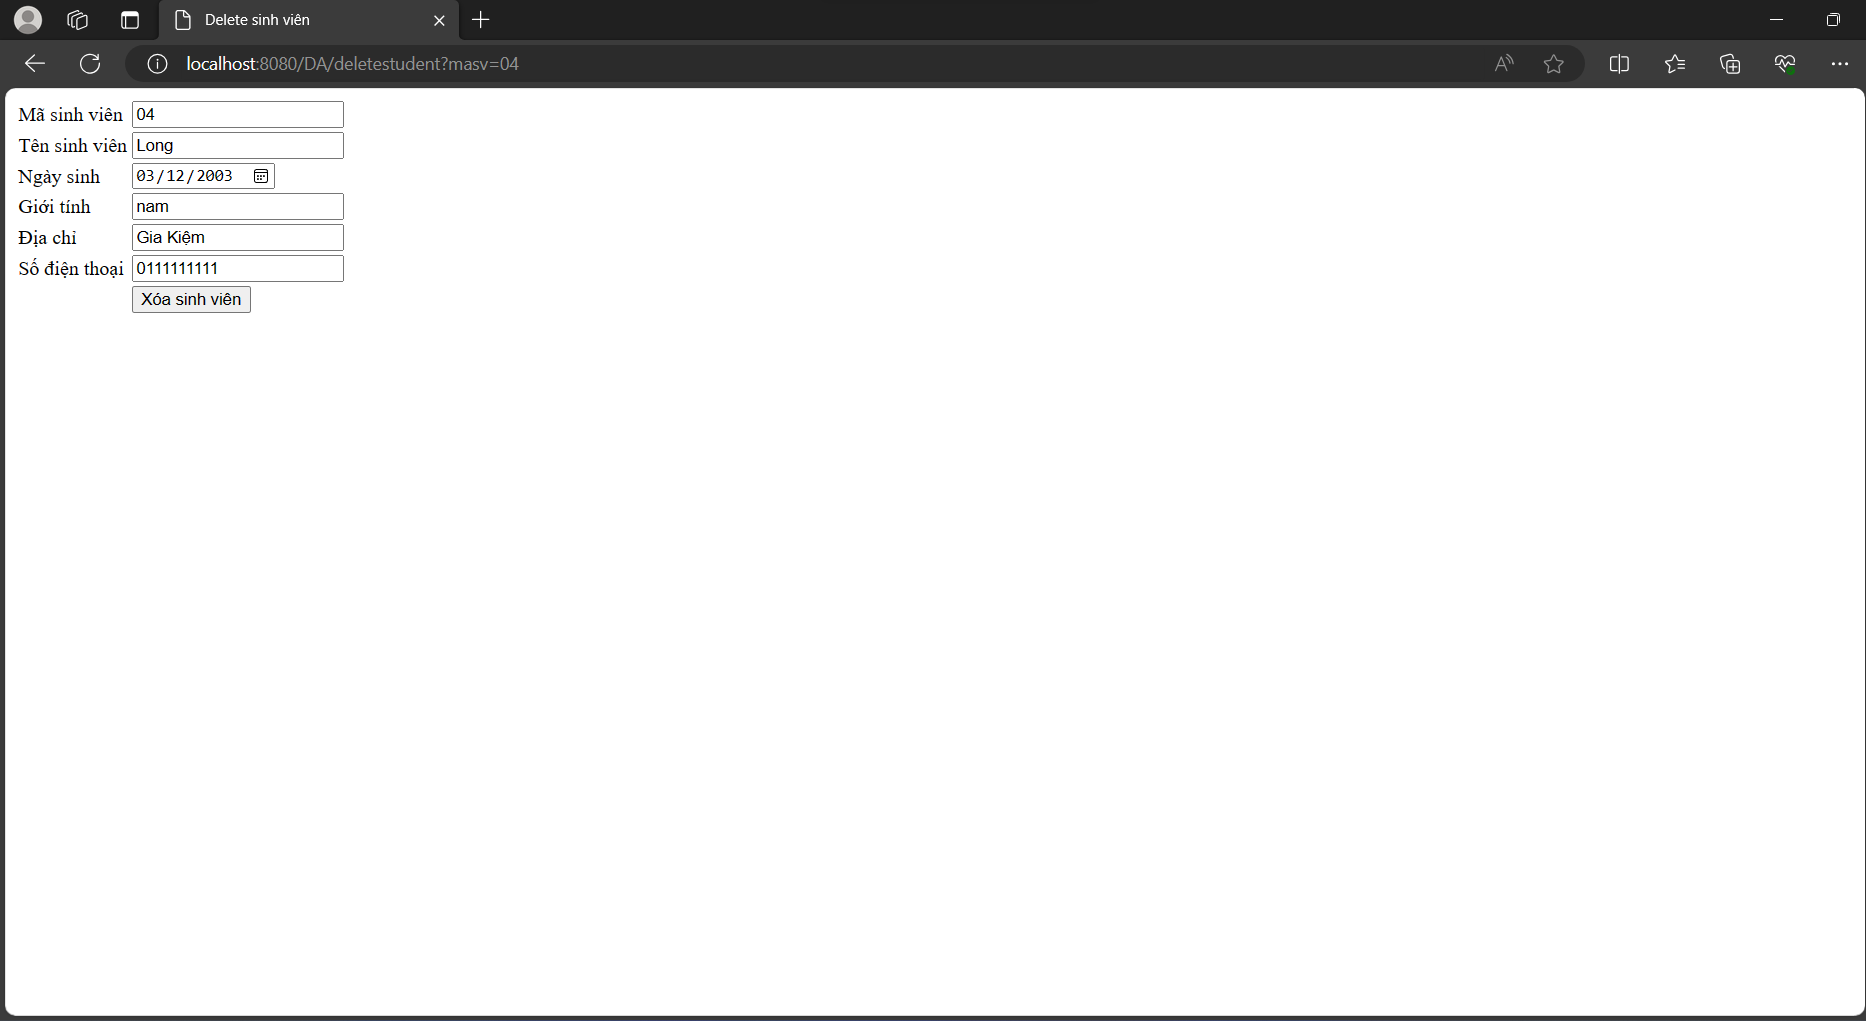 Delete sinh viên
localhost:8080/DA/deletestudent?masv=04
Mã sinh viên 04
Tên sinh viên Long
Ngày sinh 03/12/2003
Giới tính nam
Địa chỉ Gia Kiệm
Số điện thoại 0111111111
Xóa sinh viên